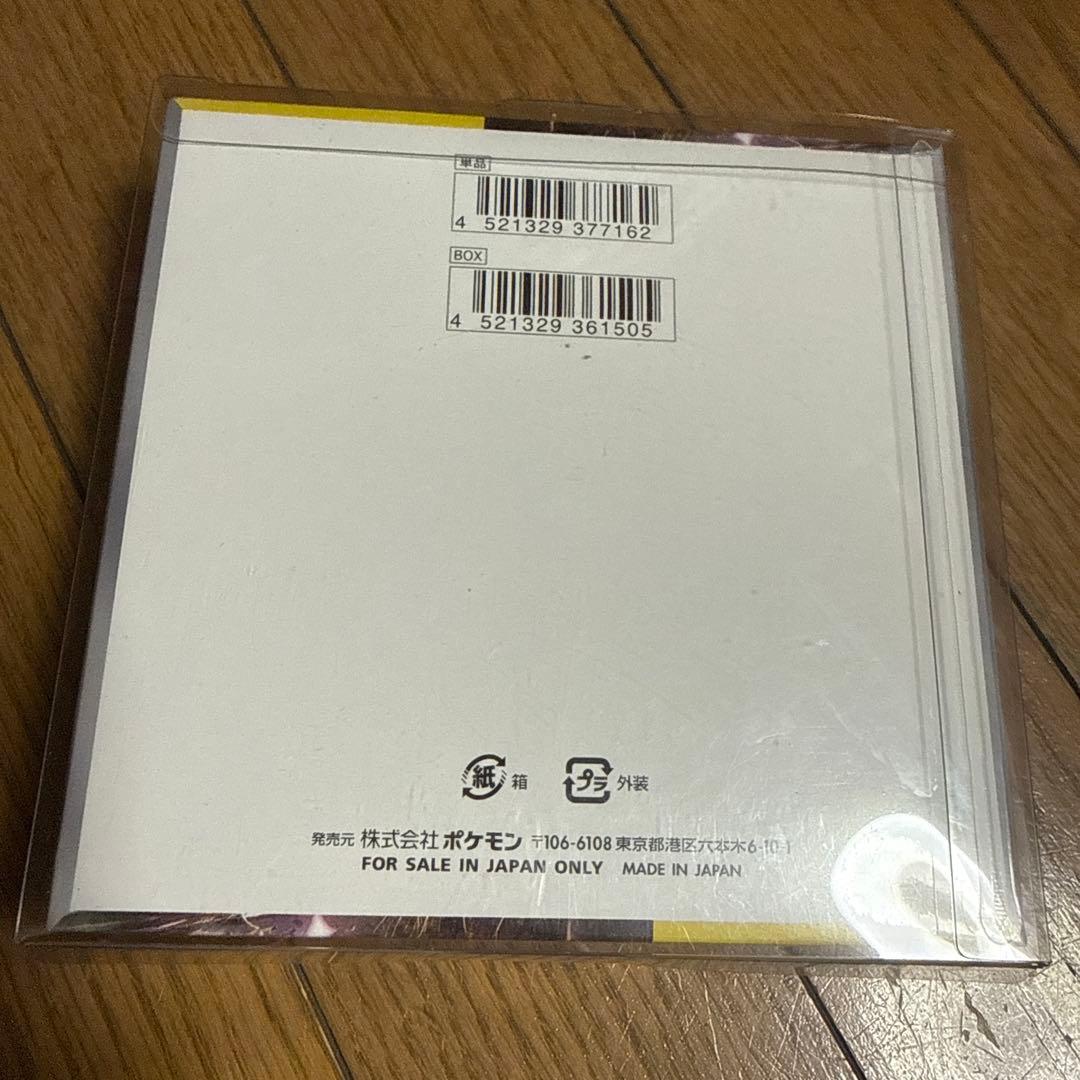 単品
4 521329 377162
BOX
4 521329 361505
紙 箱 プラ 外装
発売元 株式会社 ポケモン 〒106-6108 東京都港区六本木6-10-1
FOR SALE IN JAPAN ONLY MADE IN JAPAN